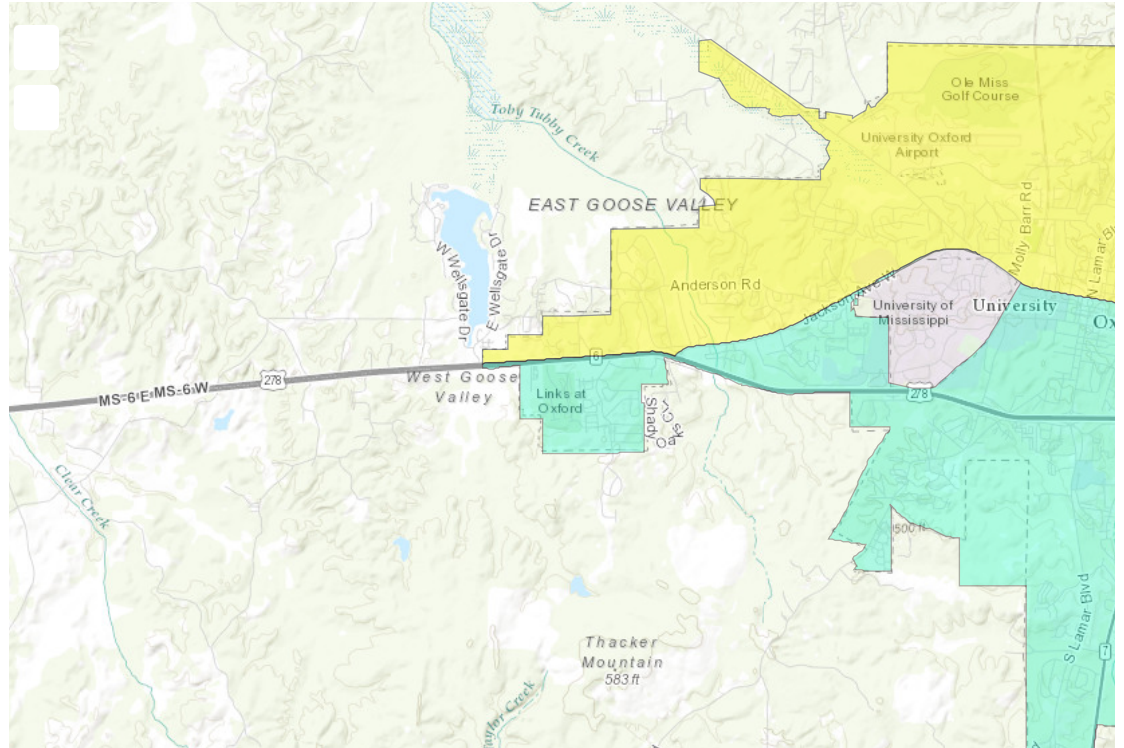 Ole Miss
Golf Course
Toby Tubby Creek
University Oxford
Airport
EAST GOOSE VALLEY
Molly Barr Rd
N Lamar
W Wellsgate Dr
E Wellsgate Dr
Anderson Rd
Jackson Ave W
University of
Mississippi
University
6
278
MS-6 E MS-6 W
West Goose
Valley
Links at
Oxford
278
Shady
Clear Creek
500 ft
Thacker
Mountain
583 ft
S Lamar Blvd
7